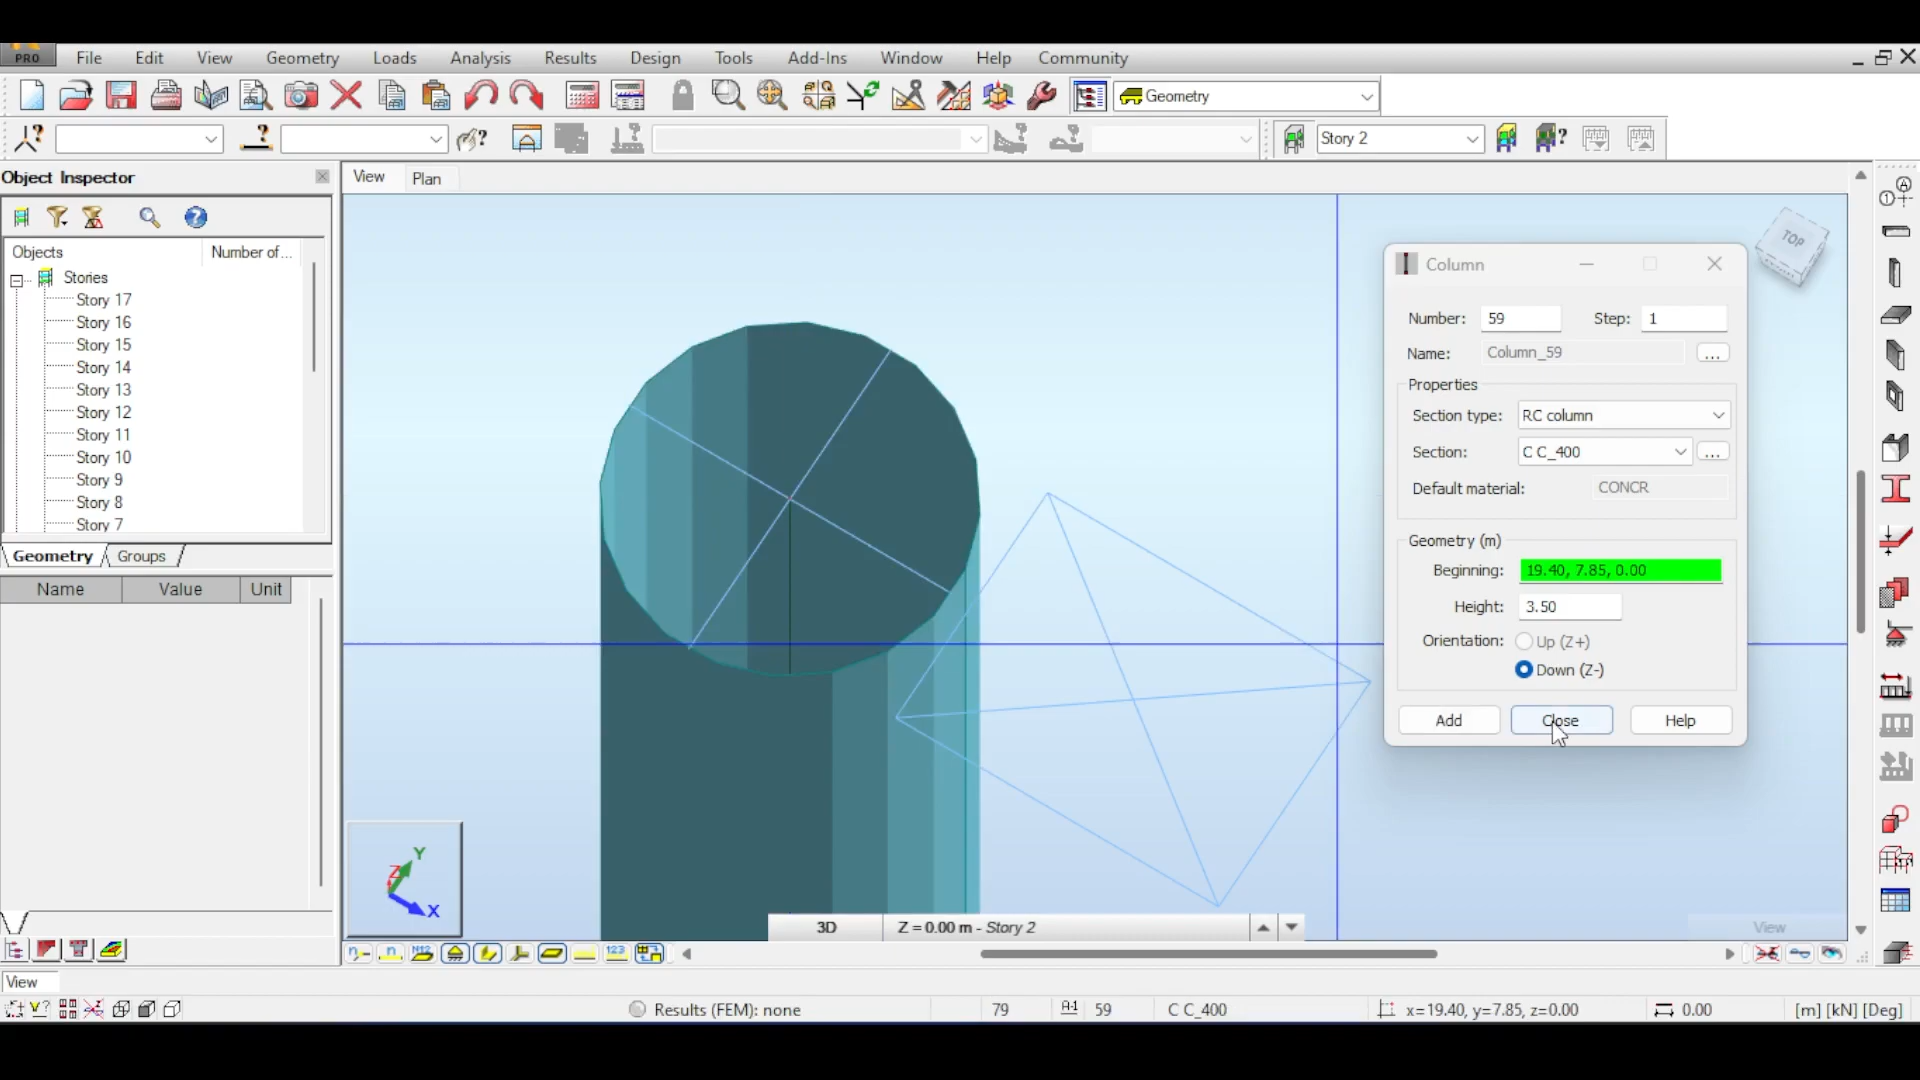 PRO File Edit View Geometry Loads Analysis Results Design Tools Add-Ins Window Help Community
Geometry
Story 2
Object Inspector
View Plan
Objects Number of...
Stories
Story 17
Story 16
Story 15
Story 14
Story 13
Story 12
Story 11
Story 10
Story 9
Story 8
Story 7
Geometry Groups
Name Value Unit
TOP
Column
Number: 59 Step: 1
Name: Column_59 ...
Properties
Section type: RC column
Section: C C_400 ...
Default material: CONCR
Geometry (m)
Beginning: 19.40, 7.85, 0.00
Height: 3.50
Orientation: Up (Z+)
Down (Z-)
Add Close Help
Y
Z
X
3D Z = 0.00 m - Story 2
View
View
Results (FEM): none 79 59 C C_400 x=19.40, y=7.85, z=0.00 0.00 [m] [kN] [Deg]